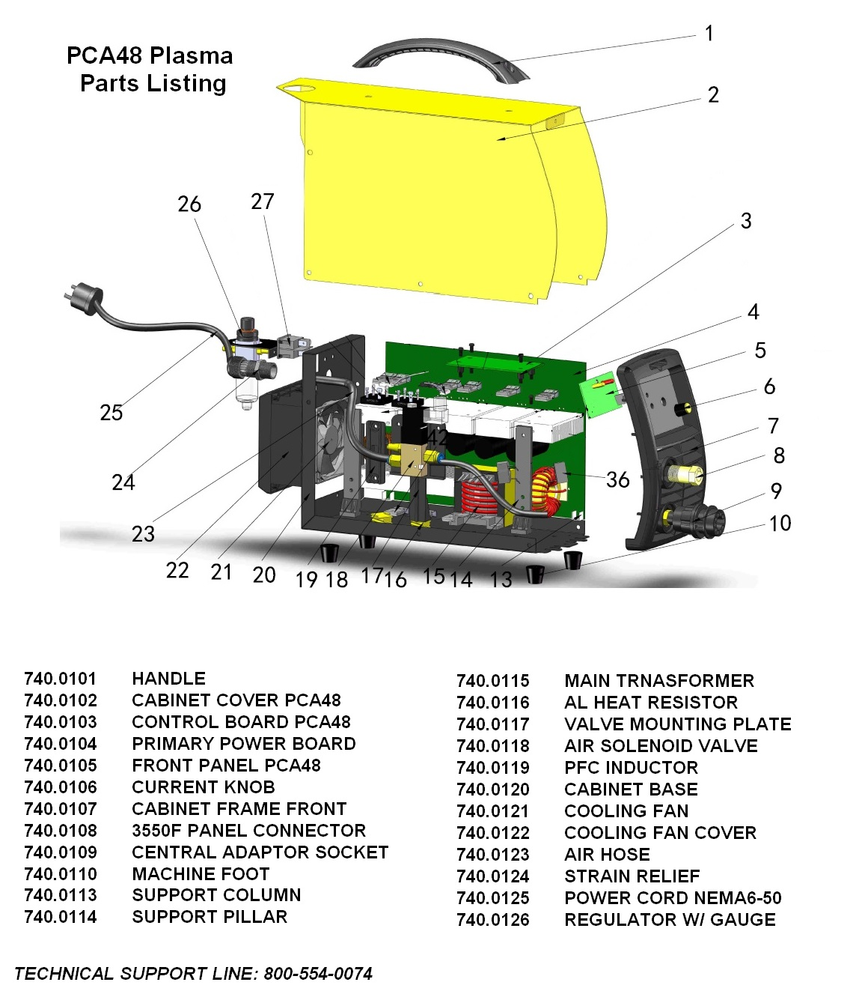 PCA48 Plasma
Parts Listing
1
2
3
4
5
6
7
8
9
10
26
27
25
24
23
22
21
20
19
18
17
16
15
14
13
36
42
740.0101 HANDLE
740.0102 CABINET COVER PCA48
740.0103 CONTROL BOARD PCA48
740.0104 PRIMARY POWER BOARD
740.0105 FRONT PANEL PCA48
740.0106 CURRENT KNOB
740.0107 CABINET FRAME FRONT
740.0108 3550F PANEL CONNECTOR
740.0109 CENTRAL ADAPTOR SOCKET
740.0110 MACHINE FOOT
740.0113 SUPPORT COLUMN
740.0114 SUPPORT PILLAR
740.0115 MAIN TRNASFORMER
740.0116 AL HEAT RESISTOR
740.0117 VALVE MOUNTING PLATE
740.0118 AIR SOLENOID VALVE
740.0119 PFC INDUCTOR
740.0120 CABINET BASE
740.0121 COOLING FAN
740.0122 COOLING FAN COVER
740.0123 AIR HOSE
740.0124 STRAIN RELIEF
740.0125 POWER CORD NEMA6-50
740.0126 REGULATOR W/ GAUGE
TECHNICAL SUPPORT LINE: 800-554-0074